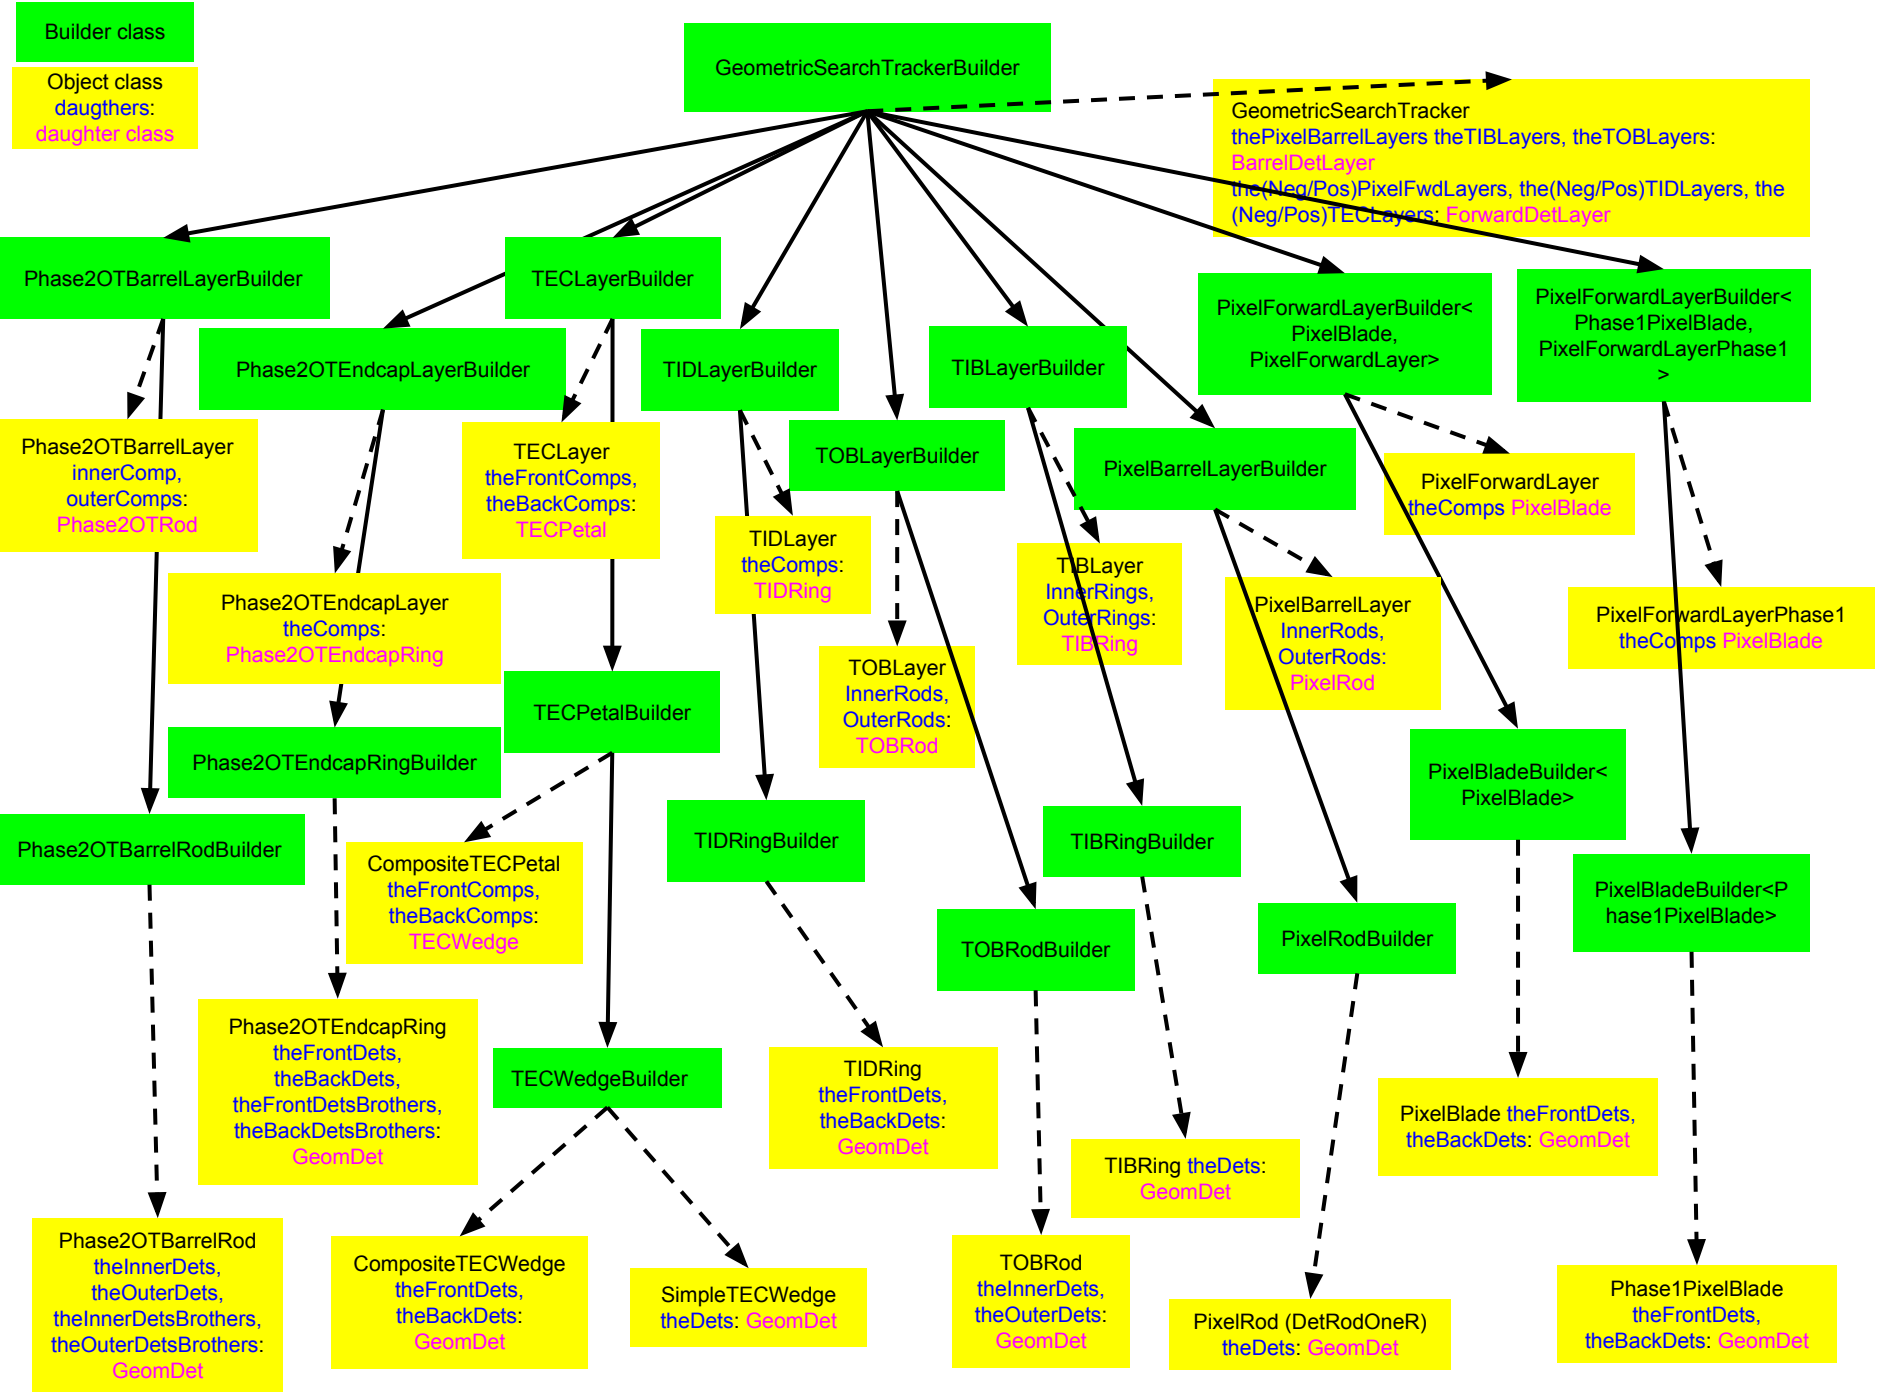 Builder class
Object class
daugthers:
daughter class
GeometricSearchTrackerBuilder
GeometricSearchTracker
thePixelBarrelLayers theTIBLayers, theTOBLayers:
BarrelDetLayer
the(Neg/Pos)PixelFwdLayers, the(Neg/Pos)TIDLayers, the
(Neg/Pos)TECLayers: ForwardDetLayer
Phase2OTBarrelLayerBuilder
TECLayerBuilder
PixelForwardLayerBuilder<
PixelBlade,
PixelForwardLayer>
PixelForwardLayerBuilder<
Phase1PixelBlade,
PixelForwardLayerPhase1
>
Phase2OTEndcapLayerBuilder
TIDLayerBuilder
TIBLayerBuilder
TOBLayerBuilder
PixelBarrelLayerBuilder
Phase2OTBarrelLayer
innerComp,
outerComps:
Phase2OTRod
TECLayer
theFrontComps,
theBackComps:
TECPetal
PixelForwardLayer
theComps PixelBlade
TIDLayer
theComps:
TIDRing
TIBLayer
InnerRings,
OuterRings:
TIBRing
Phase2OTEndcapLayer
theComps:
Phase2OTEndcapRing
PixelBarrelLayer
InnerRods,
OuterRods:
PixelRod
PixelForwardLayerPhase1
theComps PixelBlade
TOBLayer
InnerRods,
OuterRods:
TOBRod
TECPetalBuilder
Phase2OTEndcapRingBuilder
PixelBladeBuilder<
PixelBlade>
Phase2OTBarrelRodBuilder
TIDRingBuilder
TIBRingBuilder
CompositeTECPetal
theFrontComps,
theBackComps:
TECWedge
PixelBladeBuilder<P
hase1PixelBlade>
TOBRodBuilder
PixelRodBuilder
Phase2OTEndcapRing
theFrontDets,
theBackDets,
theFrontDetsBrothers,
theBackDetsBrothers:
GeomDet
TECWedgeBuilder
TIDRing
theFrontDets,
theBackDets:
GeomDet
PixelBlade theFrontDets,
theBackDets: GeomDet
TIBRing theDets:
GeomDet
Phase2OTBarrelRod
theInnerDets,
theOuterDets,
theInnerDetsBrothers,
theOuterDetsBrothers:
GeomDet
CompositeTECWedge
theFrontDets,
theBackDets:
GeomDet
SimpleTECWedge
theDets: GeomDet
TOBRod
theInnerDets,
theOuterDets:
GeomDet
PixelRod (DetRodOneR)
theDets: GeomDet
Phase1PixelBlade
theFrontDets,
theBackDets: GeomDet